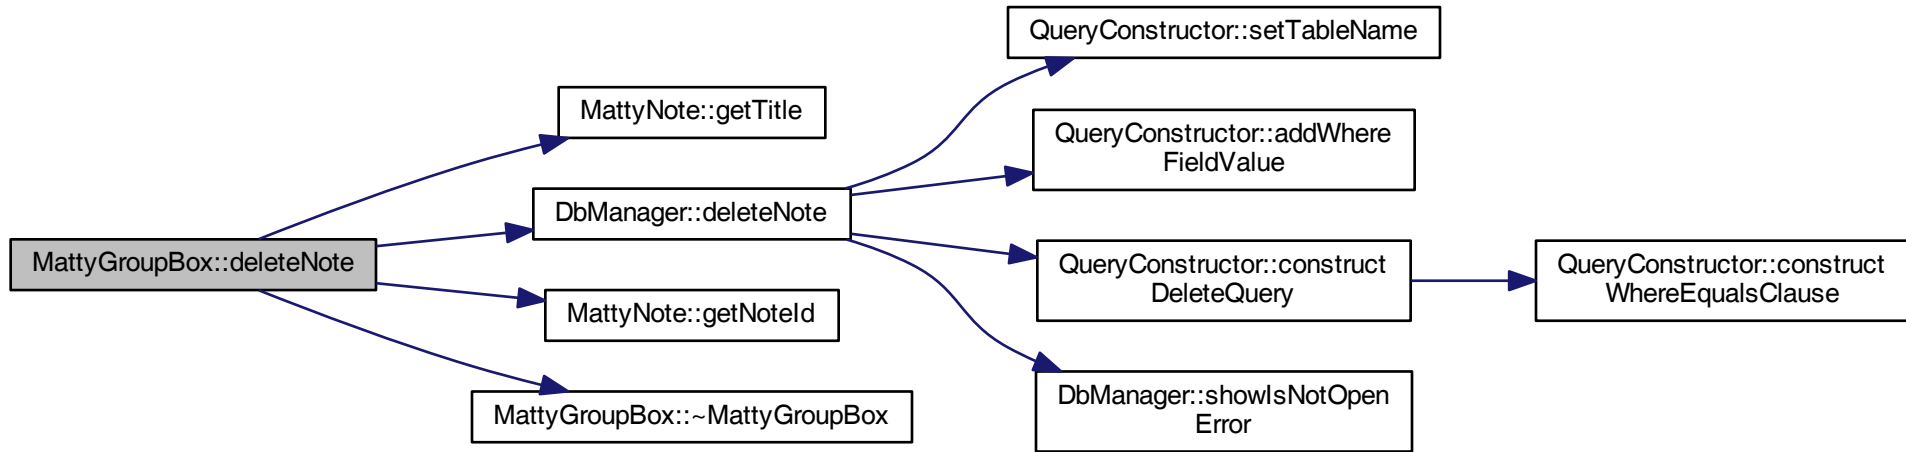 MattyGroupBox::deleteNote
MattyNote::getTitle
DbManager::deleteNote
MattyNote::getNoteId
MattyGroupBox::~MattyGroupBox
QueryConstructor::setTableName
QueryConstructor::addWhere
FieldValue
QueryConstructor::construct
DeleteQuery
DbManager::showIsNotOpen
Error
QueryConstructor::construct
WhereEqualsClause